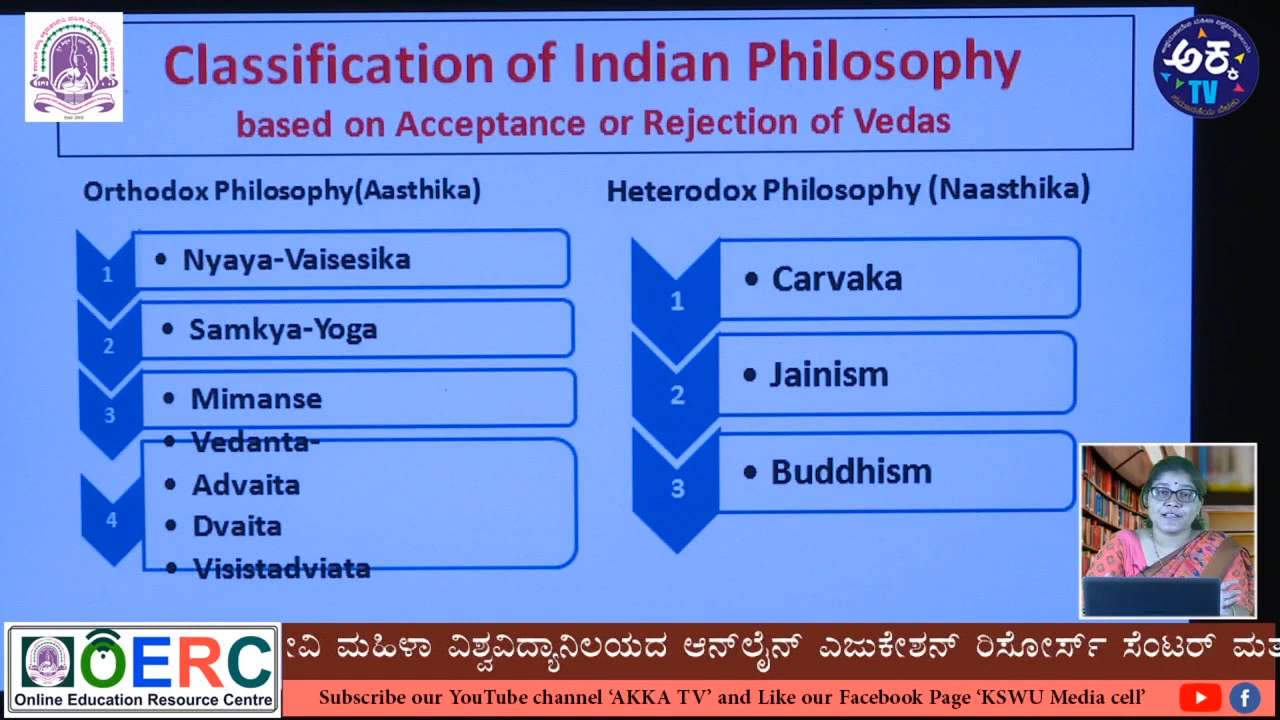 Classification of Indian Philosophy
based on Acceptance or Rejection of Vedas
ಅಕ್ಕ
TV
Orthodox Philosophy(Aasthika)
1
• Nyaya-Vaisesika
2
• Samkya-Yoga
3
• Mimanse
4
• Vedanta-
• Advaita
• Dvaita
• Visistadviata
Heterodox Philosophy (Naasthika)
1
• Carvaka
2
• Jainism
3
• Buddhism
OERC
Online Education Resource Centre
ೀವಿ ಮಹಿಳಾ ವಿಶ್ವವಿದ್ಯಾನಿಲಯದ ಆನ್‌ಲೈನ್ ಎಜುಕೇಶನ್ ರಿಸೋರ್ಸ್ ಸೆಂಟರ್ ಮತ
Subscribe our YouTube channel ‘AKKA TV’ and Like our Facebook Page ‘KSWU Media cell’